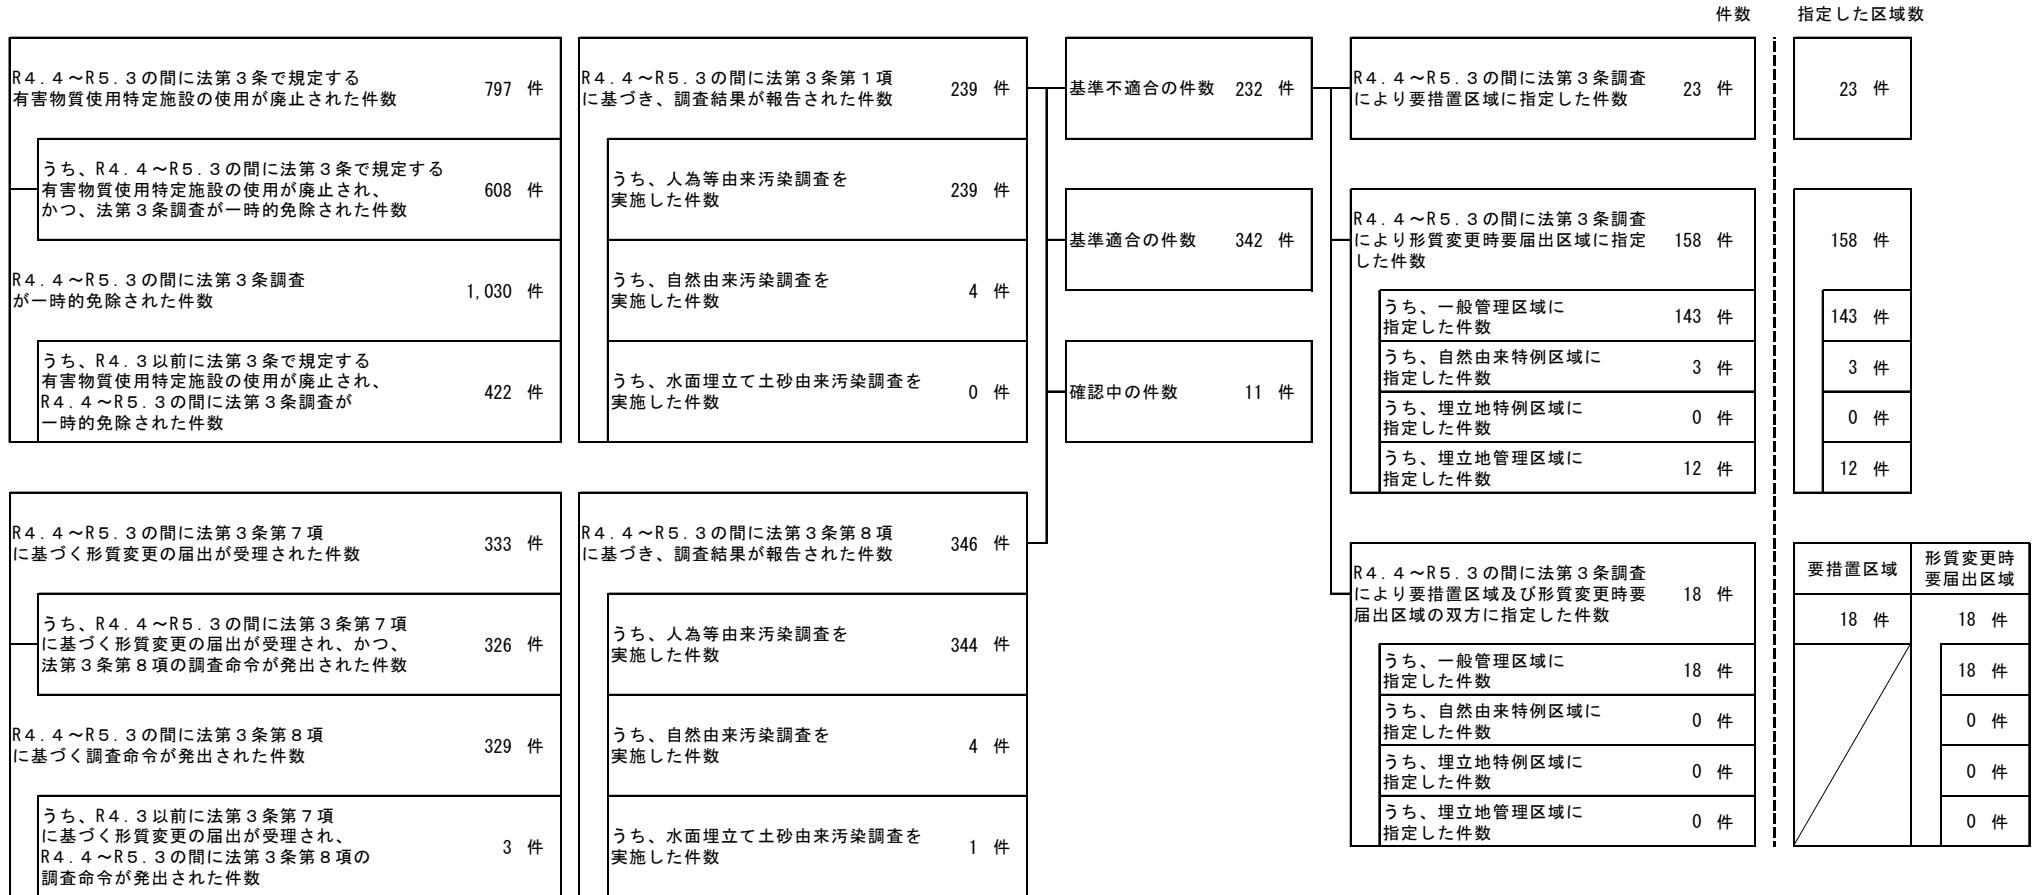 件数
指定した区域数
R4.4～R5.3の間に法第3条で規定する
有害物質使用特定施設の使用が廃止された件数
797 件
うち、R4.4～R5.3の間に法第3条で規定する
有害物質使用特定施設の使用が廃止され、
かつ、法第3条調査が一時的免除された件数
608 件
R4.4～R5.3の間に法第3条調査
が一時的免除された件数
1,030 件
うち、R4.3以前に法第3条で規定する
有害物質使用特定施設の使用が廃止され、
R4.4～R5.3の間に法第3条調査が
一時的免除された件数
422 件
R4.4～R5.3の間に法第3条第7項
に基づく形質変更の届出が受理された件数
333 件
うち、R4.4～R5.3の間に法第3条第7項
に基づく形質変更の届出が受理され、かつ、
法第3条第8項の調査命令が発出された件数
326 件
R4.4～R5.3の間に法第3条第8項
に基づく調査命令が発出された件数
329 件
うち、R4.3以前に法第3条第7項
に基づく形質変更の届出が受理され、
R4.4～R5.3の間に法第3条第8項の
調査命令が発出された件数
3 件
R4.4～R5.3の間に法第3条第1項
に基づき、調査結果が報告された件数
239 件
うち、人為等由来汚染調査を
実施した件数
239 件
うち、自然由来汚染調査を
実施した件数
4 件
うち、水面埋立て土砂由来汚染調査を
実施した件数
0 件
R4.4～R5.3の間に法第3条第8項
に基づき、調査結果が報告された件数
346 件
うち、人為等由来汚染調査を
実施した件数
344 件
うち、自然由来汚染調査を
実施した件数
4 件
うち、水面埋立て土砂由来汚染調査を
実施した件数
1 件
基準不適合の件数 232 件
基準適合の件数 342 件
確認中の件数 11 件
R4.4～R5.3の間に法第3条調査
により要措置区域に指定した件数
23 件
23 件
R4.4～R5.3の間に法第3条調査
により形質変更時要届出区域に指定
した件数
158 件
158 件
うち、一般管理区域に
指定した件数
143 件
143 件
うち、自然由来特例区域に
指定した件数
3 件
3 件
うち、埋立地特例区域に
指定した件数
0 件
0 件
うち、埋立地管理区域に
指定した件数
12 件
12 件
R4.4～R5.3の間に法第3条調査
により要措置区域及び形質変更時要
届出区域の双方に指定した件数
18 件
要措置区域
形質変更時
要届出区域
18 件
18 件
うち、一般管理区域に
指定した件数
18 件
18 件
うち、自然由来特例区域に
指定した件数
0 件
0 件
うち、埋立地特例区域に
指定した件数
0 件
0 件
うち、埋立地管理区域に
指定した件数
0 件
0 件